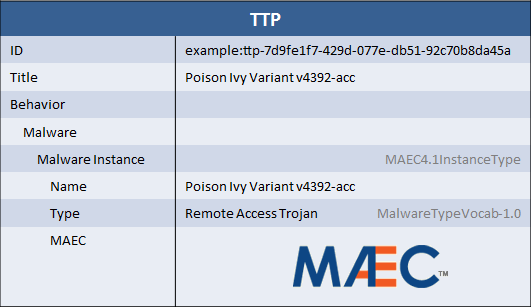 TTP
ID example:ttp-7d9fe1f7-429d-077e-db51-92c70b8da45a
Title Poison Ivy Variant v4392-acc
Behavior
Malware
Malware Instance MAEC4.1InstanceType
Name Poison Ivy Variant v4392-acc
Type Remote Access Trojan MalwareTypeVocab-1.0
MAEC MAEC™